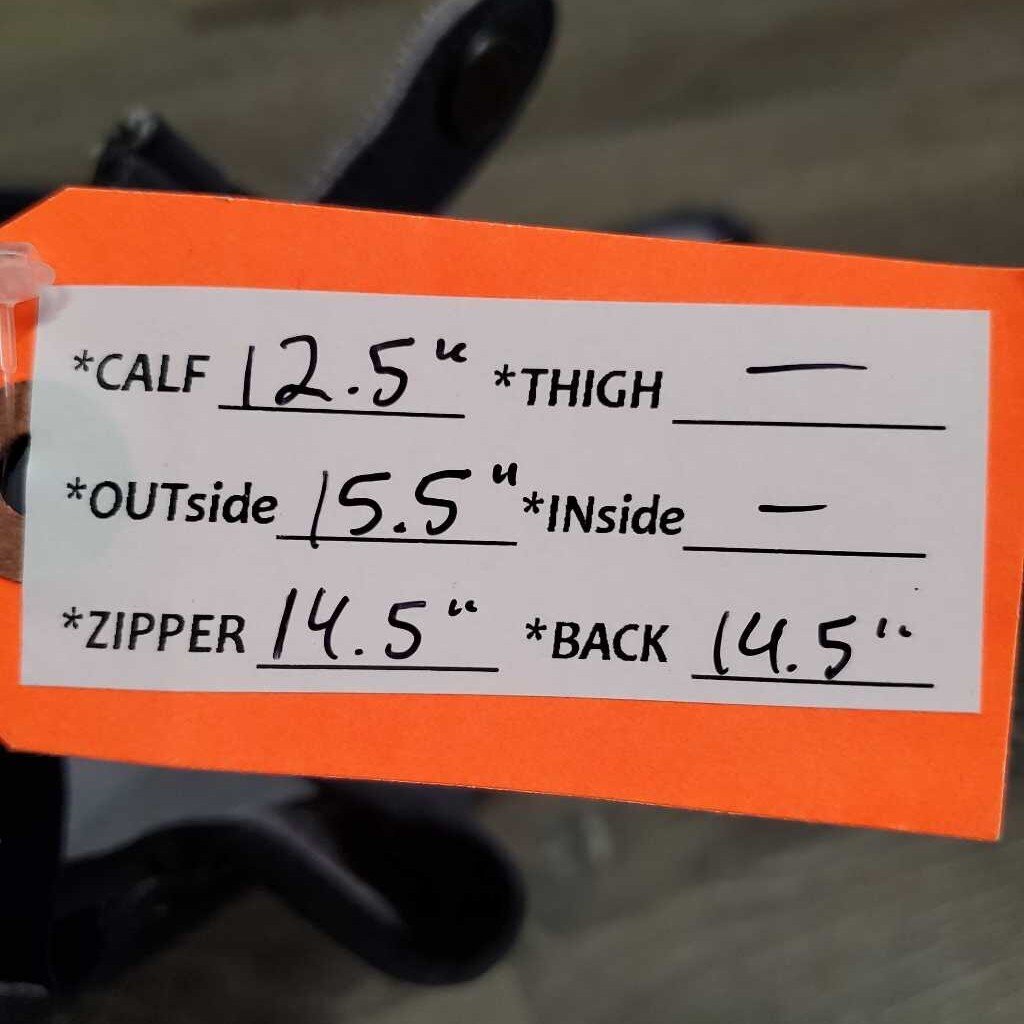 *CALF 12.5" *THIGH —
*OUTside 15.5" *INside —
*ZIPPER 14.5" *BACK 14.5"